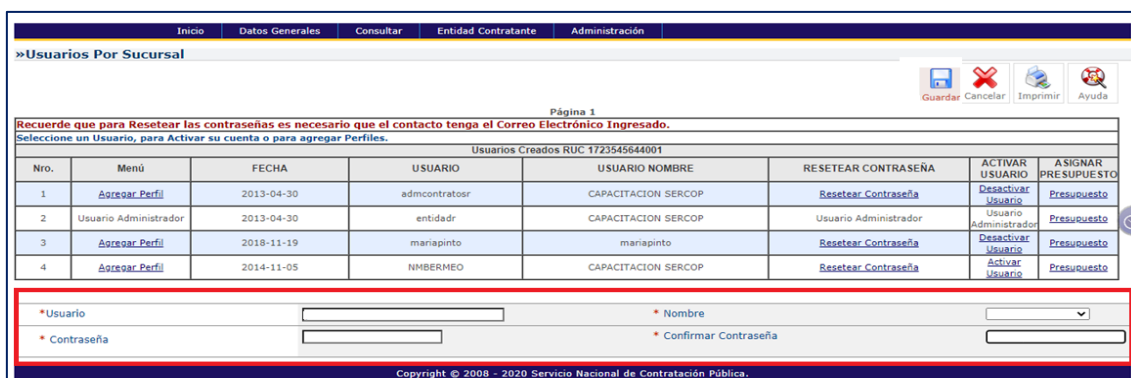 Inicio Datos Generales Consultar Entidad Contratante Administración
»Usuarios Por Sucursal
Guardar Cancelar Imprimir Ayuda
Página 1
Recuerde que para Resetear las contraseñas es necesario que el contacto tenga el Correo Electrónico Ingresado.
Seleccione un Usuario, para Activar su cuenta o para agregar Perfiles.
Usuarios Creados RUC 1723545644001
Nro. Menú FECHA USUARIO USUARIO NOMBRE RESETEAR CONTRASEÑA ACTIVAR USUARIO ASIGNAR PRESUPUESTO
1 Agregar Perfil 2013-04-30 admcontratosr CAPACITACION SERCOP Resetear Contraseña Desactivar Usuario Presupuesto
2 Usuario Administrador 2013-04-30 entidadr CAPACITACION SERCOP Usuario Administrador Usuario Administrador Presupuesto
3 Agregar Perfil 2018-11-19 mariapinto mariapinto Resetear Contraseña Desactivar Usuario Presupuesto
4 Agregar Perfil 2014-11-05 NMBERMEO CAPACITACION SERCOP Resetear Contraseña Activar Usuario Presupuesto
*Usuario * Nombre
* Contraseña * Confirmar Contraseña
Copyright © 2008 - 2020 Servicio Nacional de Contratación Pública.